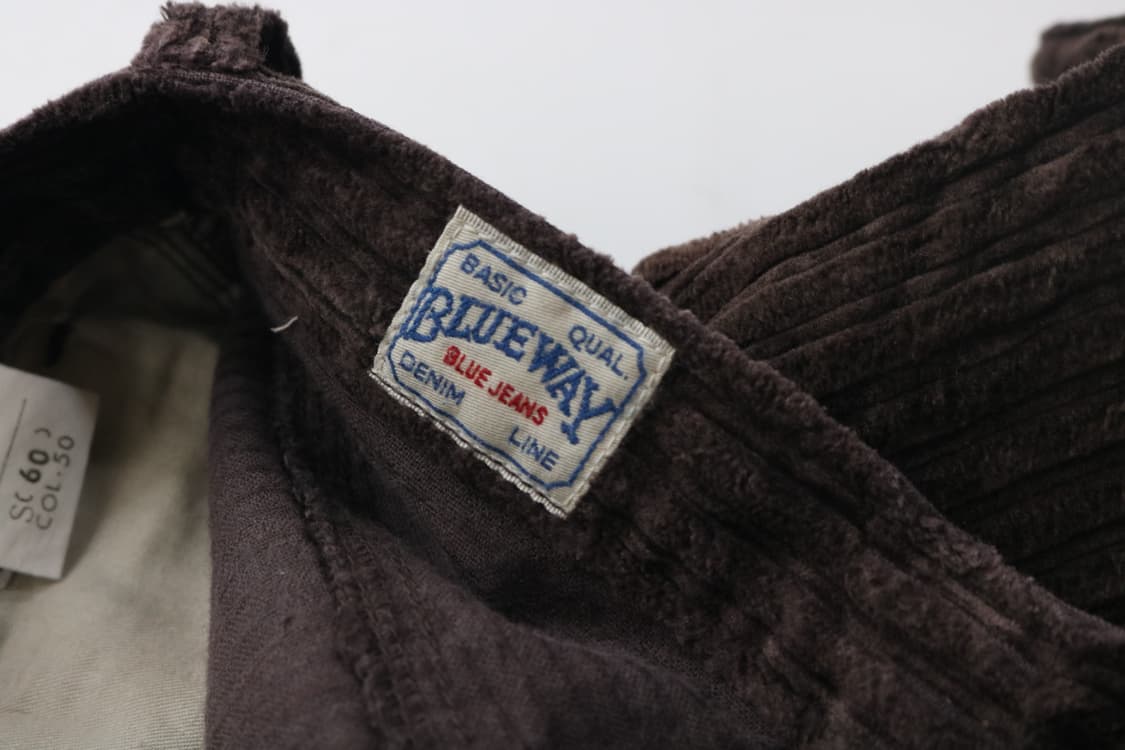 BASIC QUAL.
BLUEWAY
BLUE JEANS
DENIM LINE
S( 60 )
COL:50